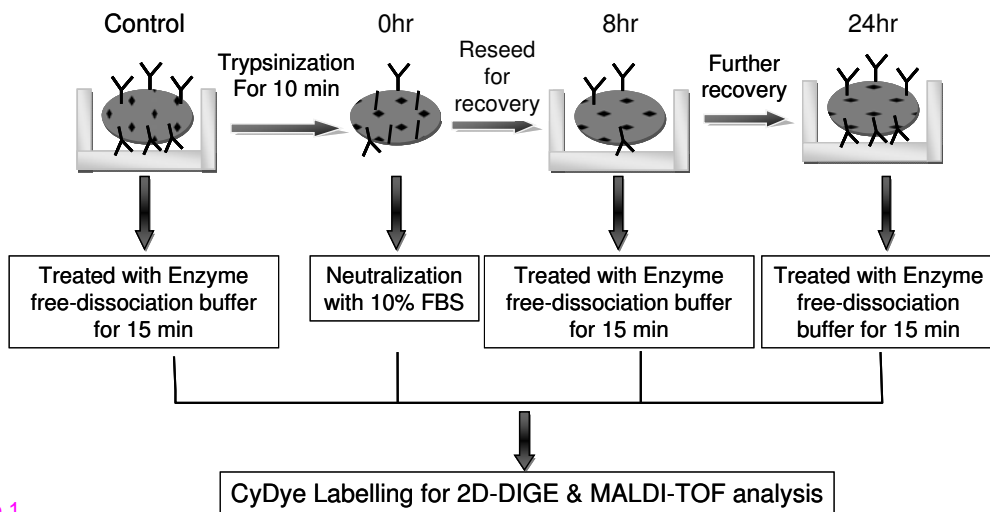 Control
0hr
8hr
24hr
Trypsinization
For 10 min
Reseed
for
recovery
Further
recovery
Treated with Enzyme
free-dissociation buffer
for 15 min
Neutralization
with 10% FBS
Treated with Enzyme
free-dissociation buffer
for 15 min
Treated with Enzyme
free-dissociation
buffer for 15 min
CyDye Labelling for 2D-DIGE & MALDI-TOF analysis
1